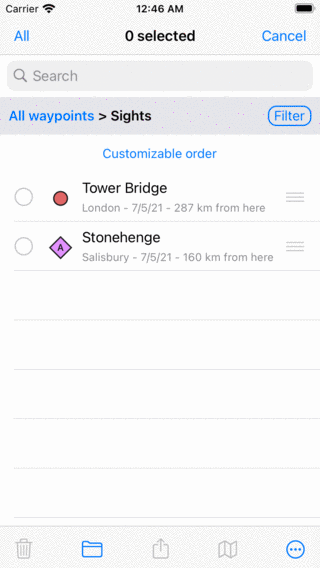 Carrier 12:46 AM
All 0 selected Cancel
Search
All waypoints > Sights Filter
Customizable order
Tower Bridge
London - 7/5/21 - 287 km from here
A Stonehenge
Salisbury - 7/5/21 - 160 km from here